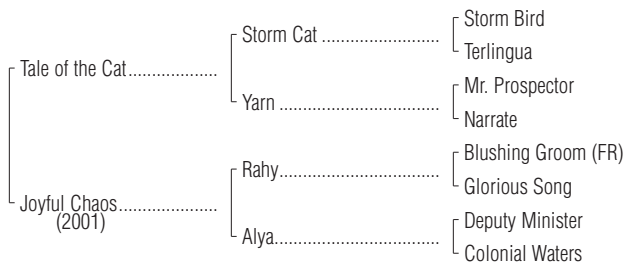 Storm Bird
Storm Cat ..............................
Terlingua
Tale of the Cat...................
Mr. Prospector
Yarn ........................................
Narrate
Blushing Groom (FR)
Rahy........................................
Glorious Song
Joyful Chaos.....................
(2001)
Deputy Minister
Alya.........................................
Colonial Waters